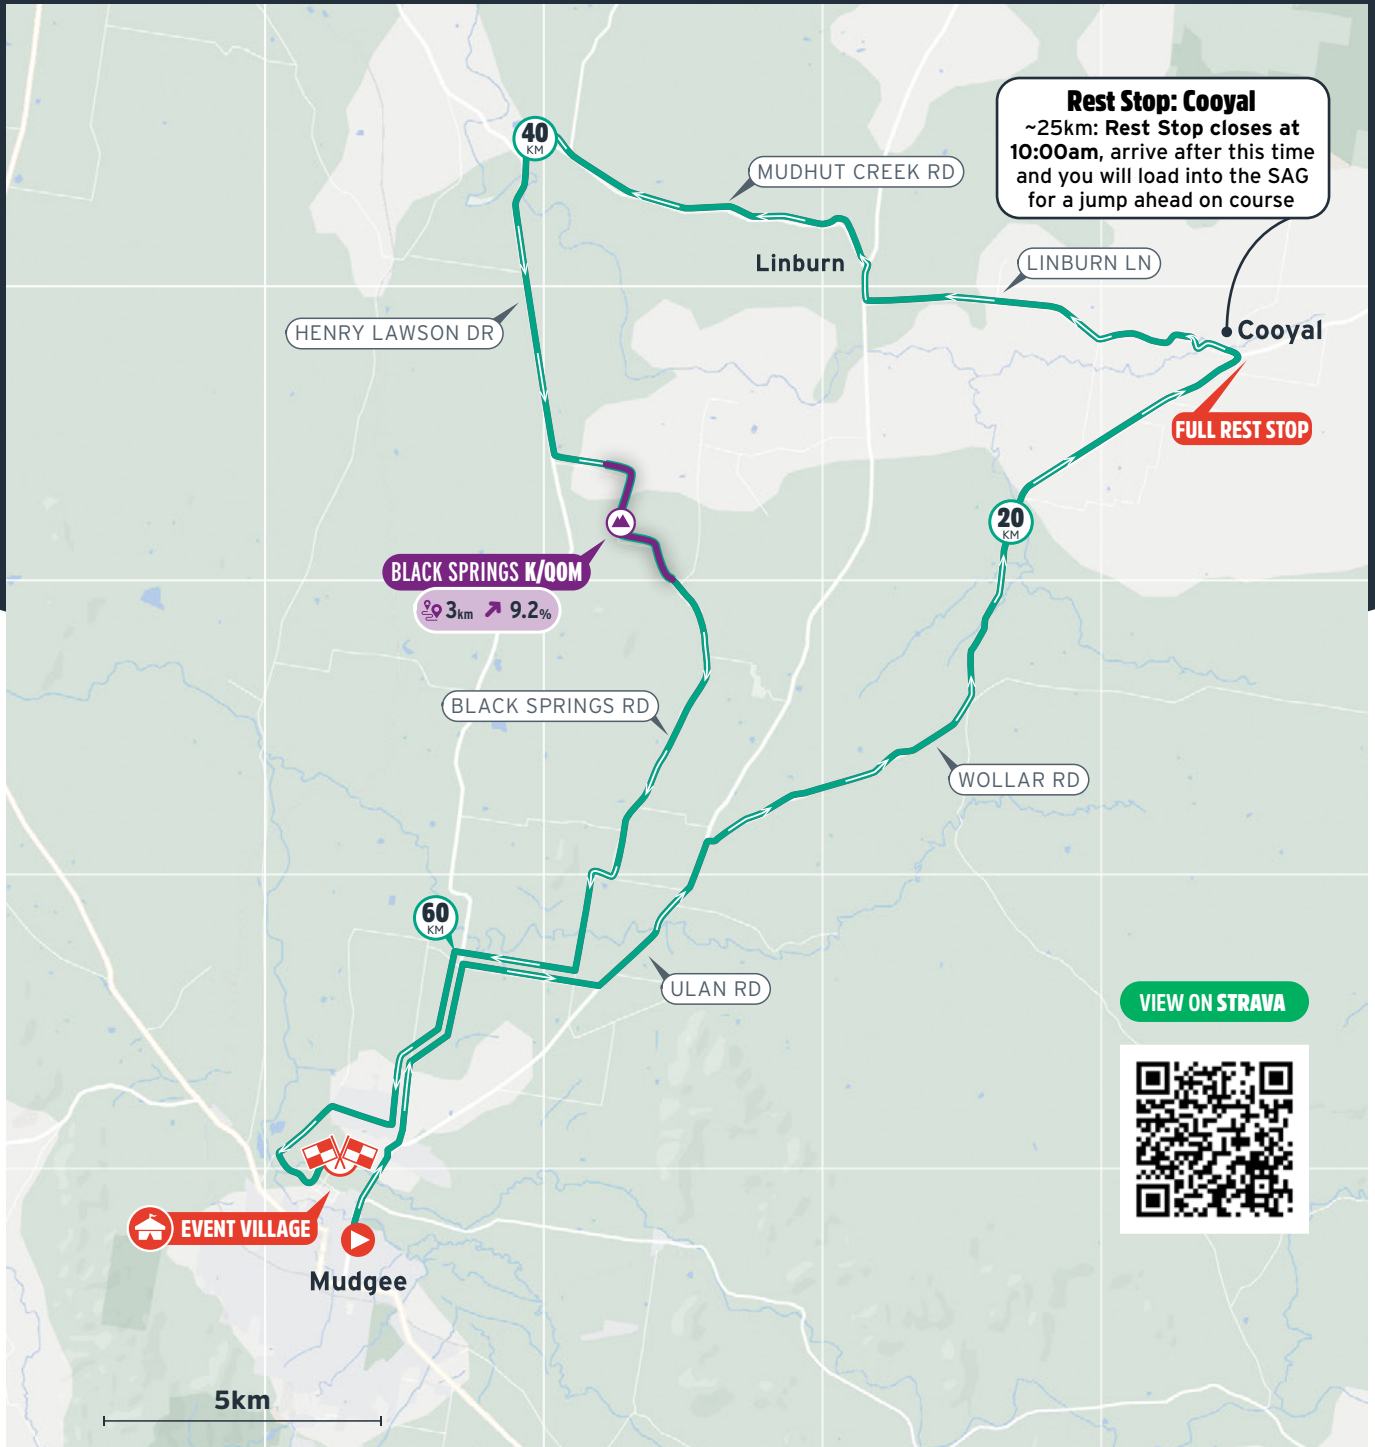 Rest Stop: Cooyal
~25km: Rest Stop closes at
10:00am, arrive after this time
and you will load into the SAG
for a jump ahead on course
40
KM
MUDHUT CREEK RD
Linburn
LINBURN LN
HENRY LAWSON DR
Cooyal
FULL REST STOP
20
KM
BLACK SPRINGS K/QOM
3km 9.2%
BLACK SPRINGS RD
WOLLAR RD
60
KM
ULAN RD
VIEW ON STRAVA
EVENT VILLAGE
Mudgee
5km